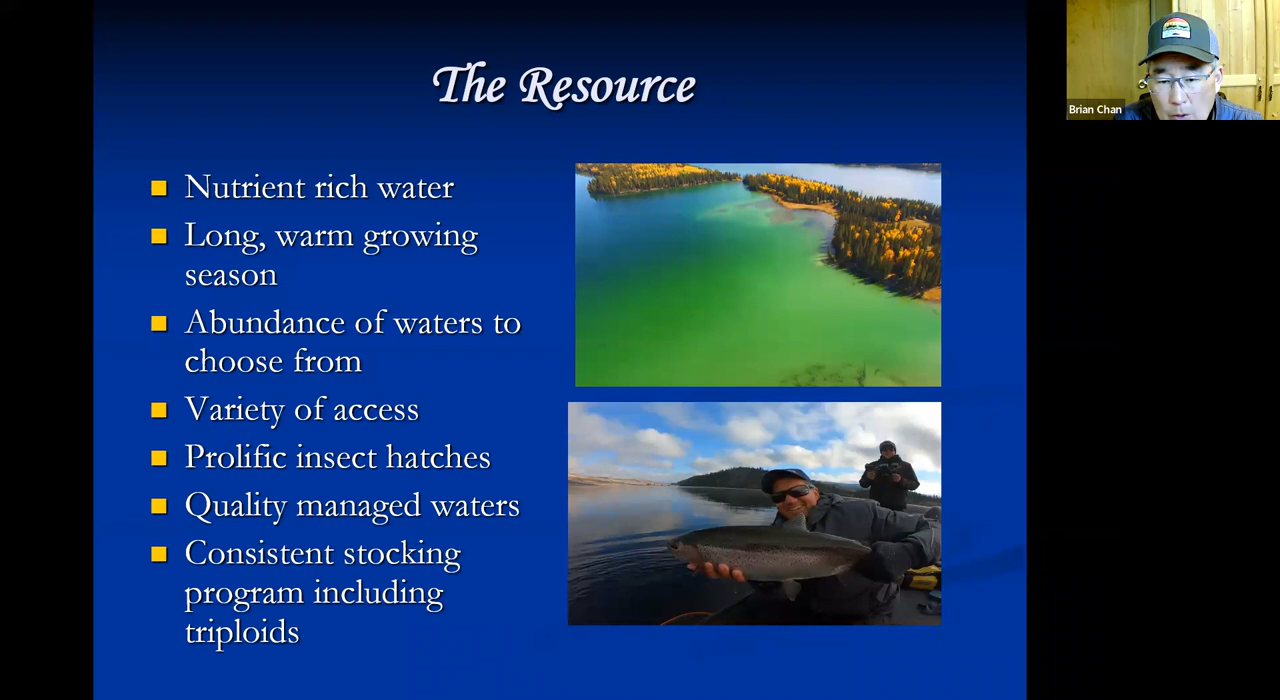 The Resource
Brian Chan
Nutrient rich water
Long, warm growing
season
Abundance of waters to
choose from
Variety of access
Prolific insect hatches
Quality managed waters
Consistent stocking
program including
triploids